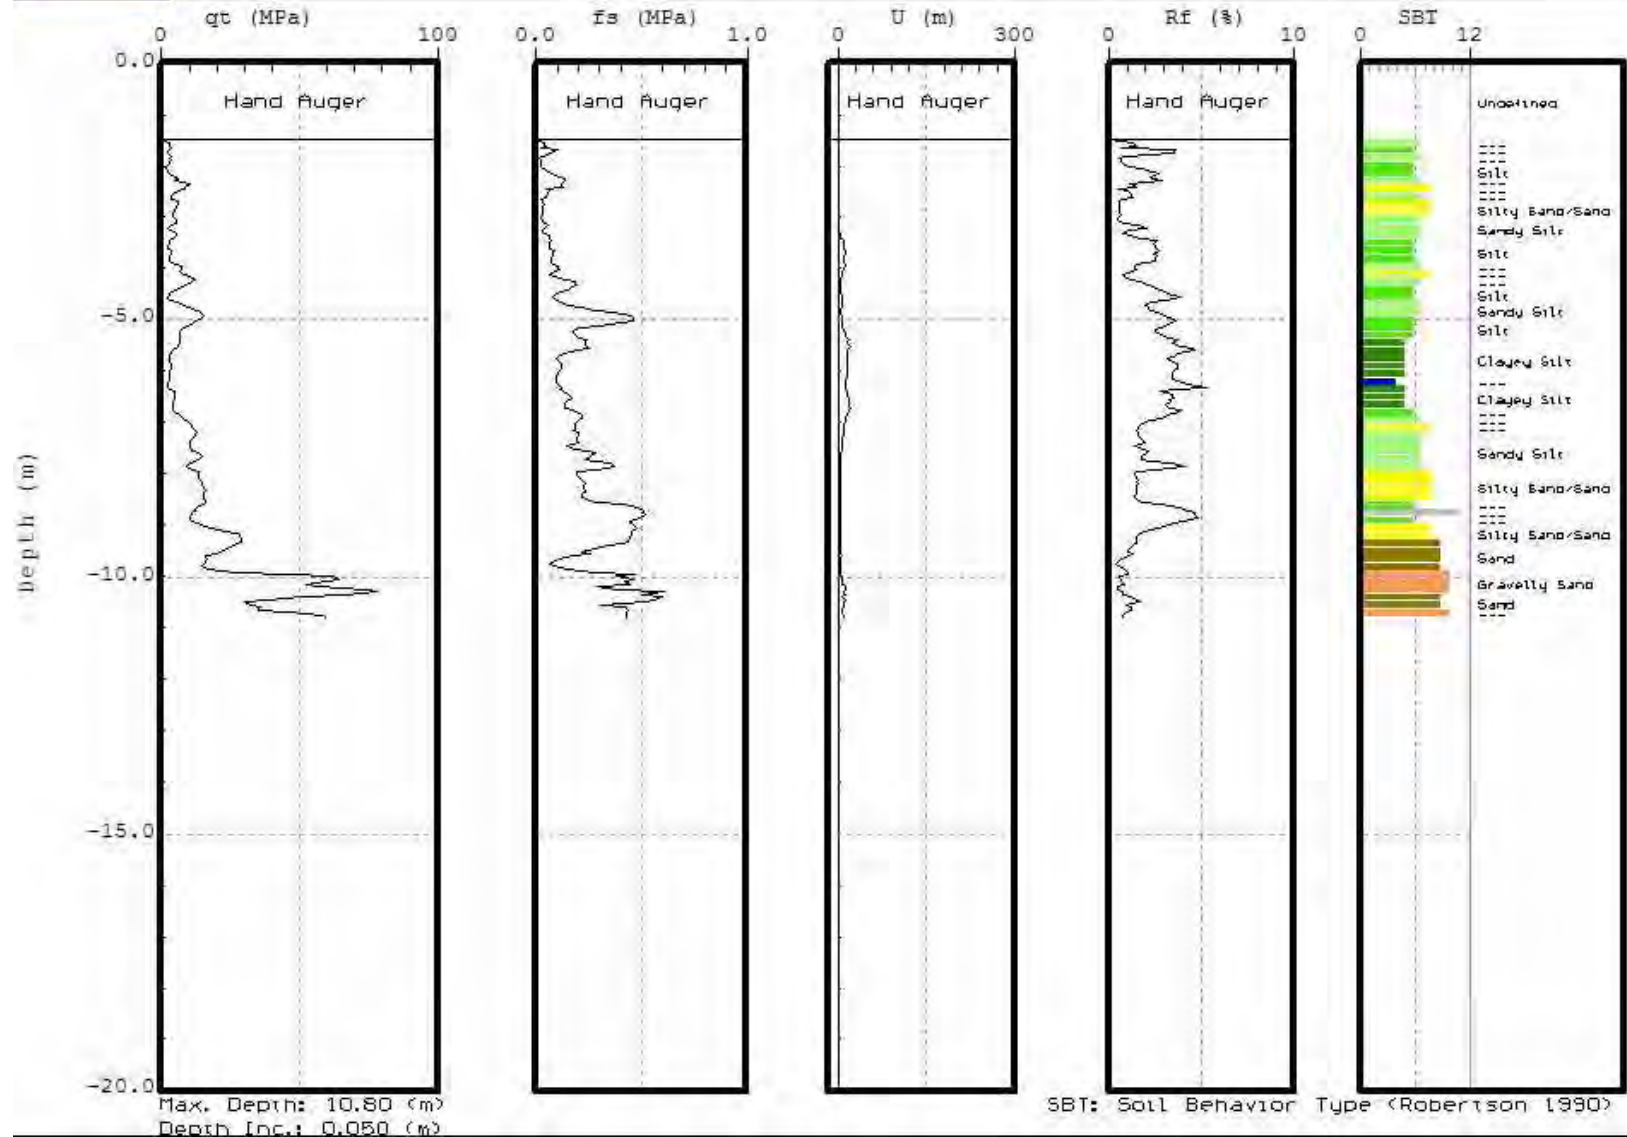 qt (MPa) fs (MPa) U (m) Rf (%) SBT
0 100 0.0 1.0 0 300 0 10 0 12
0.0
Hand Auger Hand Auger Hand Auger Hand Auger
Undefined
Silt
Silty Sand/Sand
Sandy Silt
Silt
Silt
Sandy Silt
-5.0
Silt
Clayey Silt
Clayey Silt
Sandy Silt
Depth (m)
Silty Sand/Sand
Silty Sand/Sand
Sand
-10.0
Gravelly Sand
Sand
-15.0
-20.0
Max. Depth: 10.80 (m) SBT: Soil Behavior Type (Robertson 1990)
Depth Inc.: 0.050 (m)